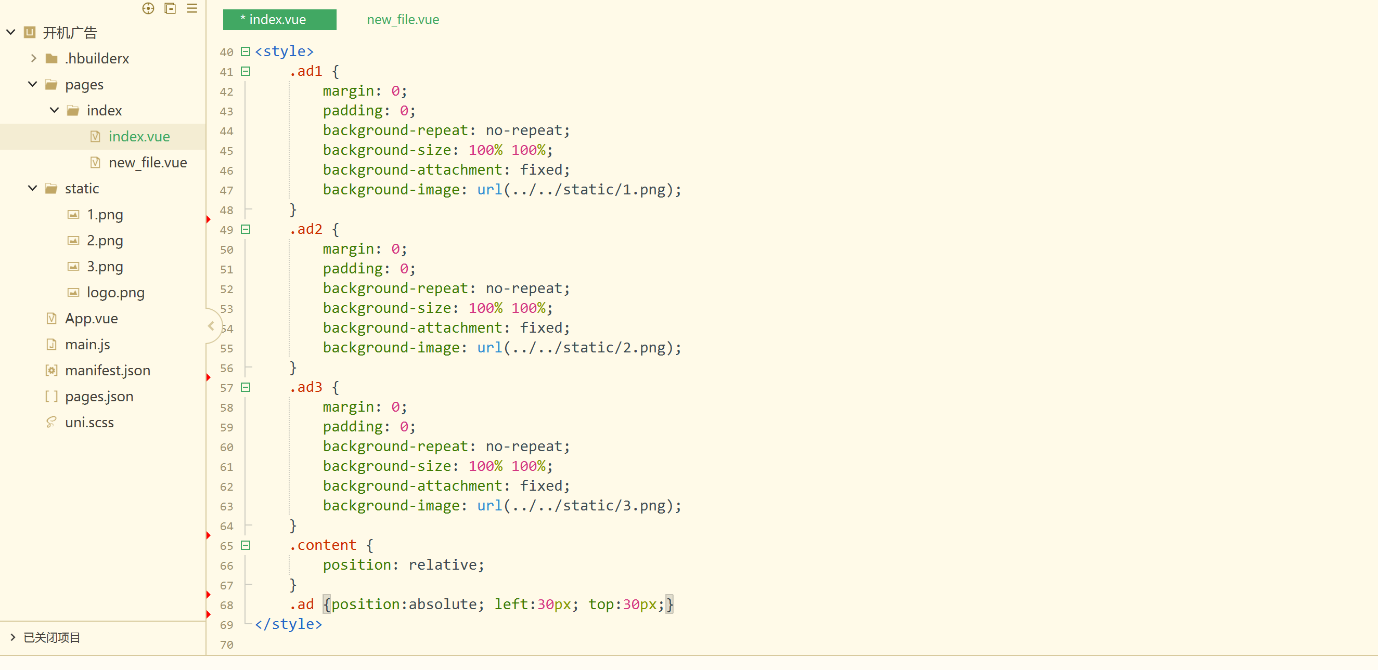 开机广告
.hbuilderx
pages
index
index.vue
new_file.vue
static
1.png
2.png
3.png
logo.png
App.vue
main.js
manifest.json
pages.json
uni.scss
已关闭项目
* index.vue
new_file.vue
40 <style>
41 .ad1 {
42 margin: 0;
43 padding: 0;
44 background-repeat: no-repeat;
45 background-size: 100% 100%;
46 background-attachment: fixed;
47 background-image: url(../../static/1.png);
48 }
49 .ad2 {
50 margin: 0;
51 padding: 0;
52 background-repeat: no-repeat;
53 background-size: 100% 100%;
54 background-attachment: fixed;
55 background-image: url(../../static/2.png);
56 }
57 .ad3 {
58 margin: 0;
59 padding: 0;
60 background-repeat: no-repeat;
61 background-size: 100% 100%;
62 background-attachment: fixed;
63 background-image: url(../../static/3.png);
64 }
65 .content {
66 position: relative;
67 }
68 .ad {position:absolute; left:30px; top:30px;}
69 </style>
70